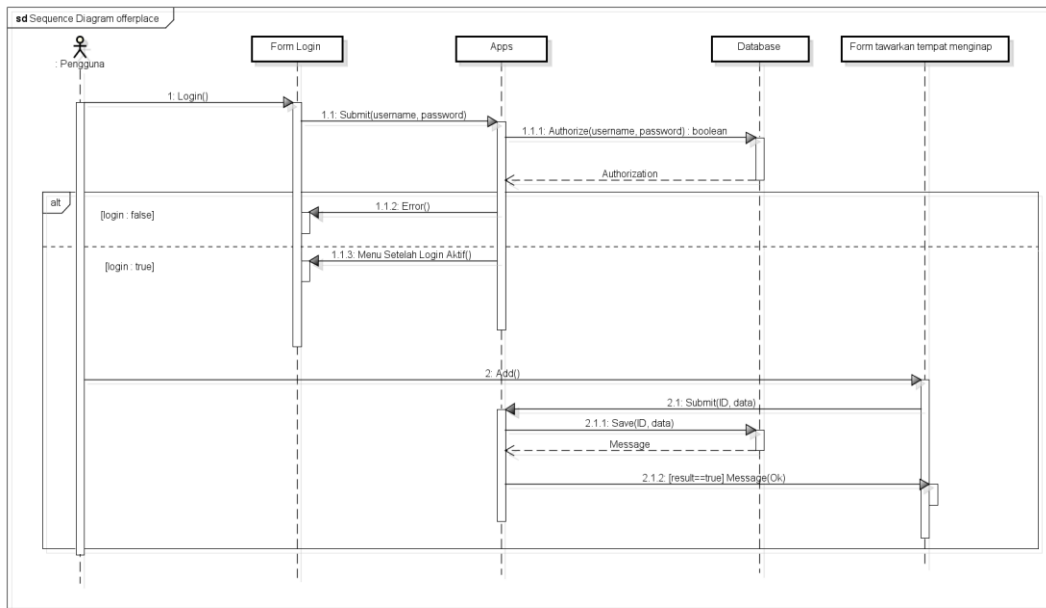 sd Sequence Diagram offerplace
: Pengguna
Form Login
Apps
Database
Form tawarkan tempat menginap
1: Login()
1.1: Submit(username, password)
1.1.1: Authorize(username, password) : boolean
Authorization
alt
[login : false]
1.1.2: Error()
[login : true]
1.1.3: Menu Setelah Login Aktif()
2: Add()
2.1: Submit(ID, data)
2.1.1: Save(ID, data)
Message
2.1.2: [result==true] Message(Ok)